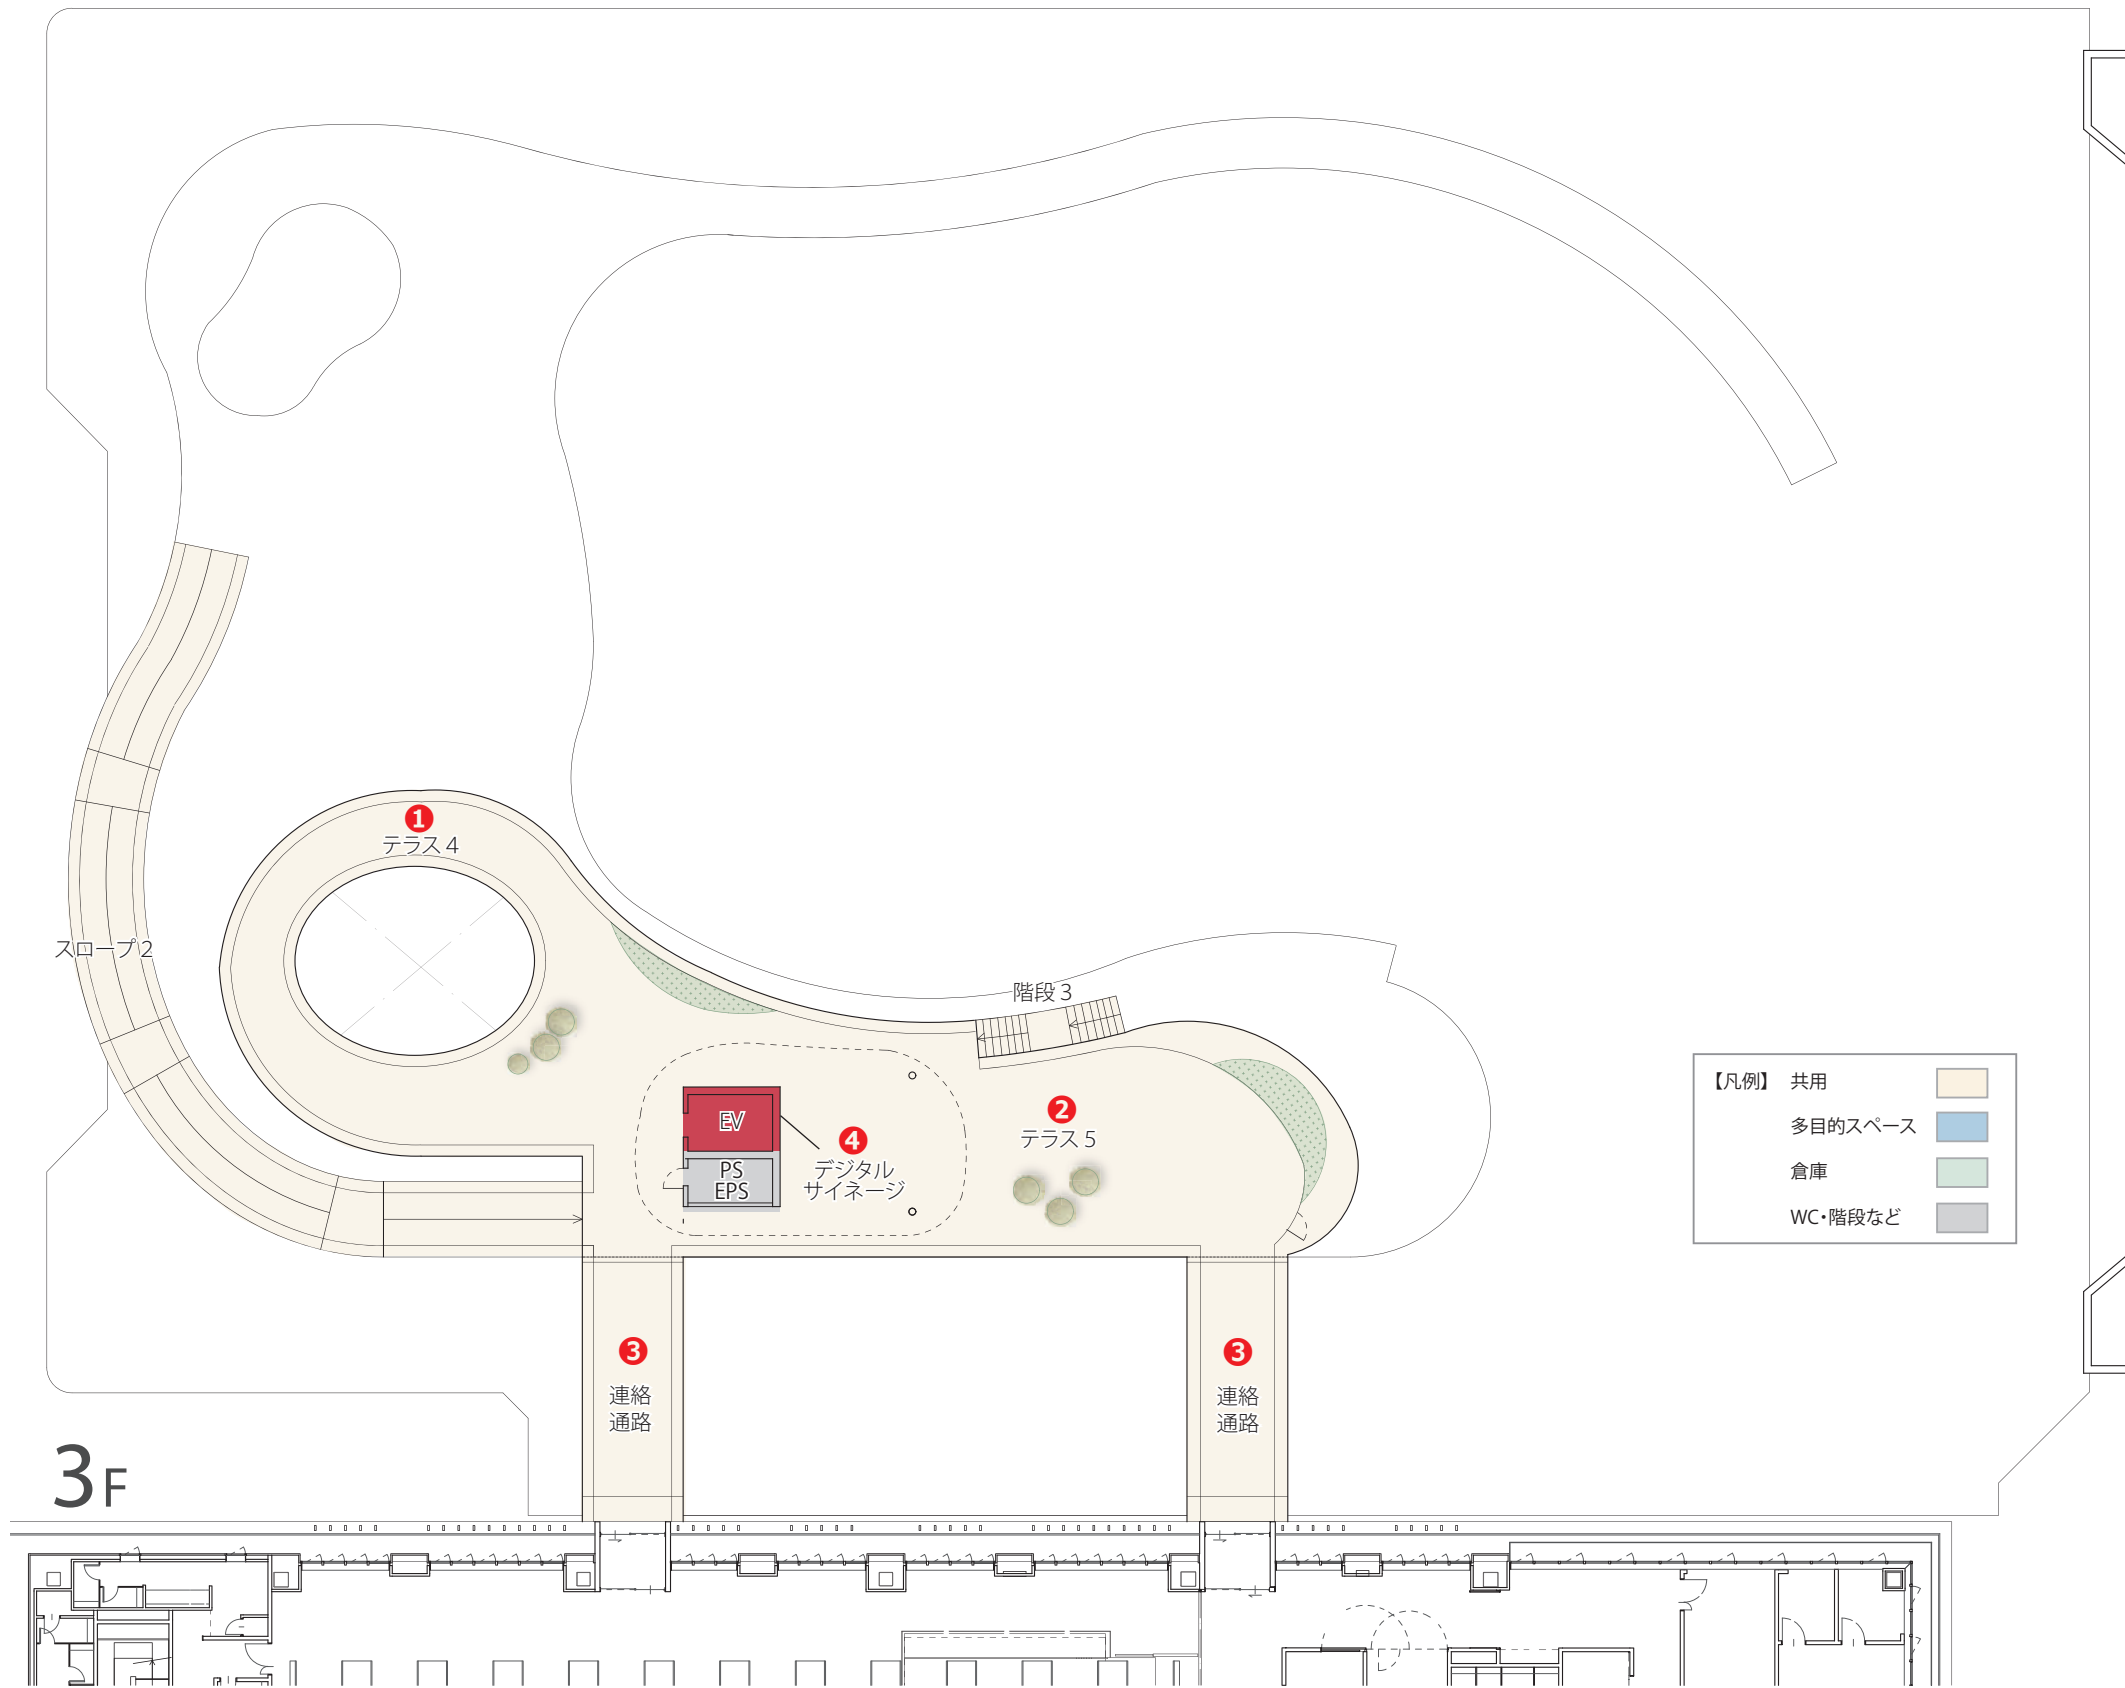 1
テラス4
スロープ2
階段3
EV
PS
EPS
4
デジタル
サイネージ
2
テラス5
【凡例】 共用
多目的スペース
倉庫
WC・階段など
3
連絡
通路
3
連絡
通路
3F